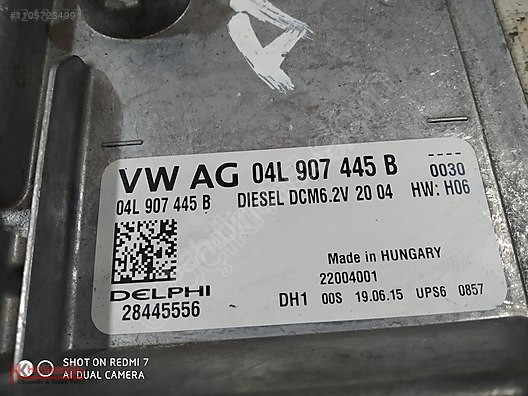 #1105723499
VW AG 04L 907 445 B
04L 907 445 B DIESEL DCM6.2V 20 04
---- 0030
HW: H06
Made in HUNGARY
22004001
DELPHI
28445556
DH1 00S 19.06.15 UPS6 0857
SHOT ON REDMI 7
AI DUAL CAMERA